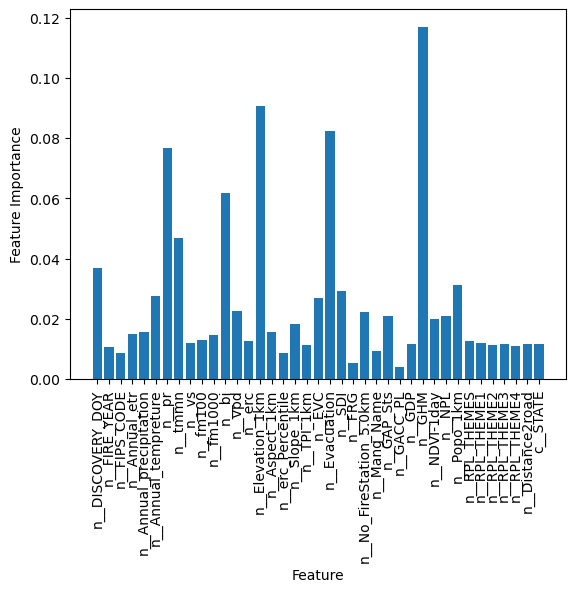 Feature Importance
0.12
0.10
0.08
0.06
0.04
0.02
0.00
n__DISCOVERY_DOY
n__FIRE_YEAR
n__FIPS_CODE
n__Annual_etr
n__Annual_precipitation
n__Annual_tempreture
n__pr
n__tmmn
n__vs
n__fm100
n__fm1000
n__bi
n__vpd
n__erc
n__Elevation_1km
n__Aspect_1km
n__erc_Percentile
n__Slope_1km
n__TPI_1km
n__EVC
n__Evacuation
n__SDI
n__FRG
n__No_FireStation_5.0km
n__Mang_Name
n__GAP_Sts
n__GACC_PL
n__GDP
n__GHM
n__NDVI-1day
n__NPL
n__Popo_1km
n__RPL_THEMES
n__RPL_THEME1
n__RPL_THEME2
n__RPL_THEME3
n__RPL_THEME4
n__Distance2road
c__STATE
Feature